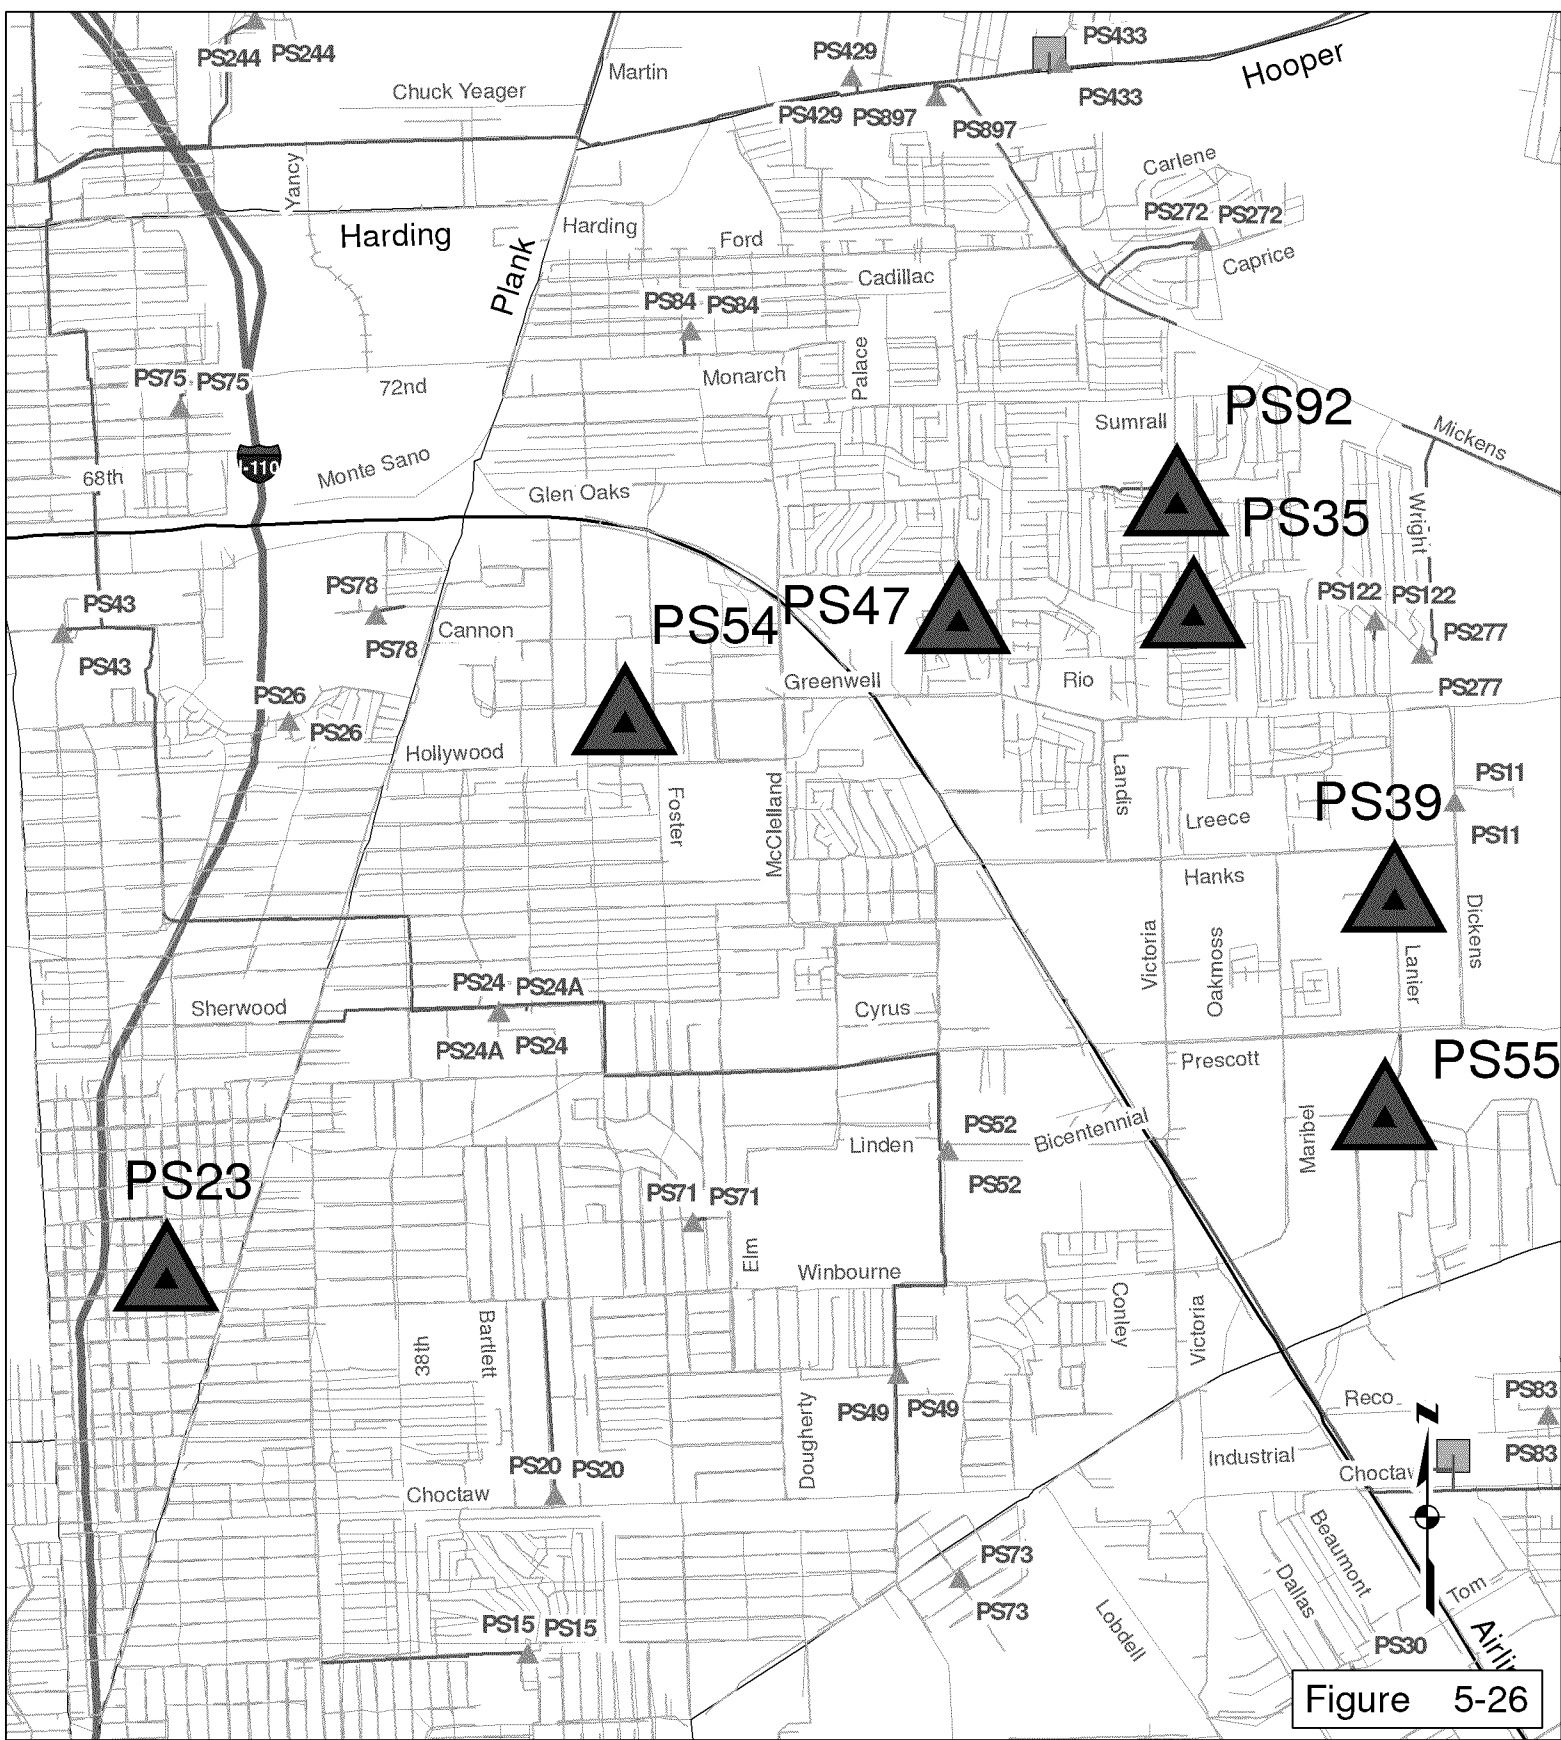 PS244 PS244
PS429
PS433
Hooper
Martin
Chuck Yeager
PS429 PS897
PS433
PS897
Yancy
Carlene
PS272 PS272
Harding
Harding
Ford
Plank
Cadillac
Caprice
PS84 PS84
PS75 PS75
72nd
Monarch
Palace
PS92
Sumrall
Mickens
68th
I-110
Monte Sano
Glen Oaks
PS35
Wright
PS43
PS78
PS54
PS47
PS122 PS122
Cannon
PS277
PS43
PS78
Greenwell
Rio
PS277
PS26
PS26
Hollywood
Foster
McClelland
Landis
Lreece
PS39
PS11
PS11
Hanks
Victoria
Oakmoss
Lanier
Dickens
Sherwood
PS24 PS24A
Cyrus
PS24A PS24
Prescott
PS55
Linden
PS52
Bicentennial
Maribel
PS52
PS23
PS71 PS71
Elm
Winbourne
38th
Bartlett
Conley
Victoria
Dougherty
PS49 PS49
Reco
PS83
N
PS83
PS20 PS20
Industrial
Choctaw
Choctaw
PS73
PS73
Beaumont
Dallas
Tom
PS15 PS15
Lobdell
PS30
Airlin
Figure 5-26